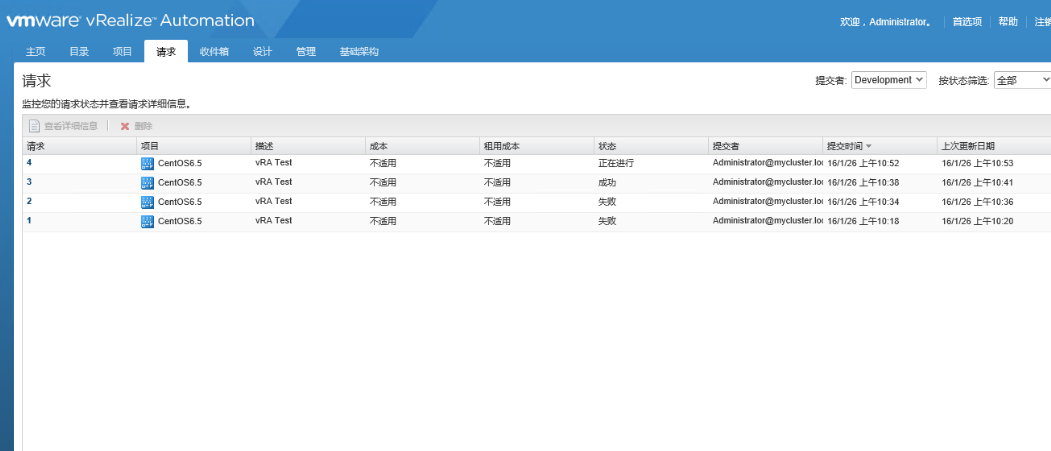 vmware vRealize Automation
欢迎，Administrator。 首选项 帮助 注销
主页 目录 项目 请求 收件箱 设计 管理 基础架构
请求 提交者: Development 按状态筛选: 全部
监控您的请求状态并查看请求详细信息。
查看详细信息 删除
请求 项目 描述 成本 租用成本 状态 提交者 提交时间 上次更新日期
4 CentOS6.5 vRA Test 不适用 不适用 正在进行 Administrator@mycluster.loc 16/1/26 上午10:52 16/1/26 上午10:53
3 CentOS6.5 vRA Test 不适用 不适用 成功 Administrator@mycluster.loc 16/1/26 上午10:38 16/1/26 上午10:41
2 CentOS6.5 vRA Test 不适用 不适用 失败 Administrator@mycluster.loc 16/1/26 上午10:34 16/1/26 上午10:36
1 CentOS6.5 vRA Test 不适用 不适用 失败 Administrator@mycluster.loc 16/1/26 上午10:18 16/1/26 上午10:20